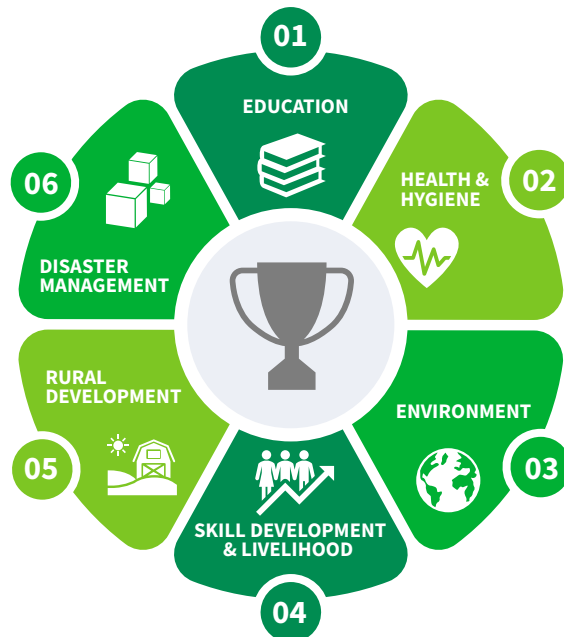 01
EDUCATION
02
HEALTH &
HYGIENE
03
ENVIRONMENT
04
SKILL DEVELOPMENT
& LIVELIHOOD
05
RURAL
DEVELOPMENT
06
DISASTER
MANAGEMENT